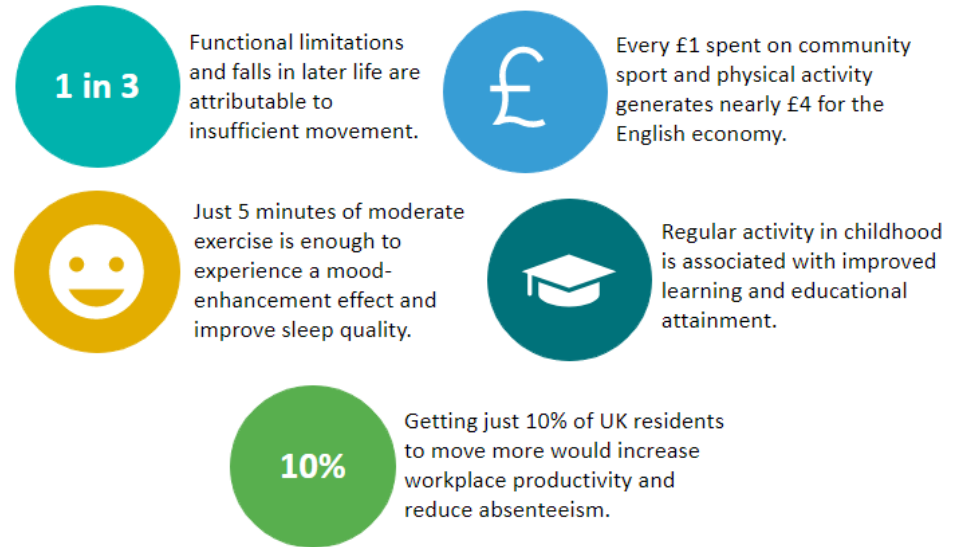 1 in 3
Functional limitations
and falls in later life are
attributable to
insufficient movement.
£
Every £1 spent on community
sport and physical activity
generates nearly £4 for the
English economy.
Just 5 minutes of moderate
exercise is enough to
experience a mood-
enhancement effect and
improve sleep quality.
Regular activity in childhood
is associated with improved
learning and educational
attainment.
10%
Getting just 10% of UK residents
to move more would increase
workplace productivity and
reduce absenteeism.